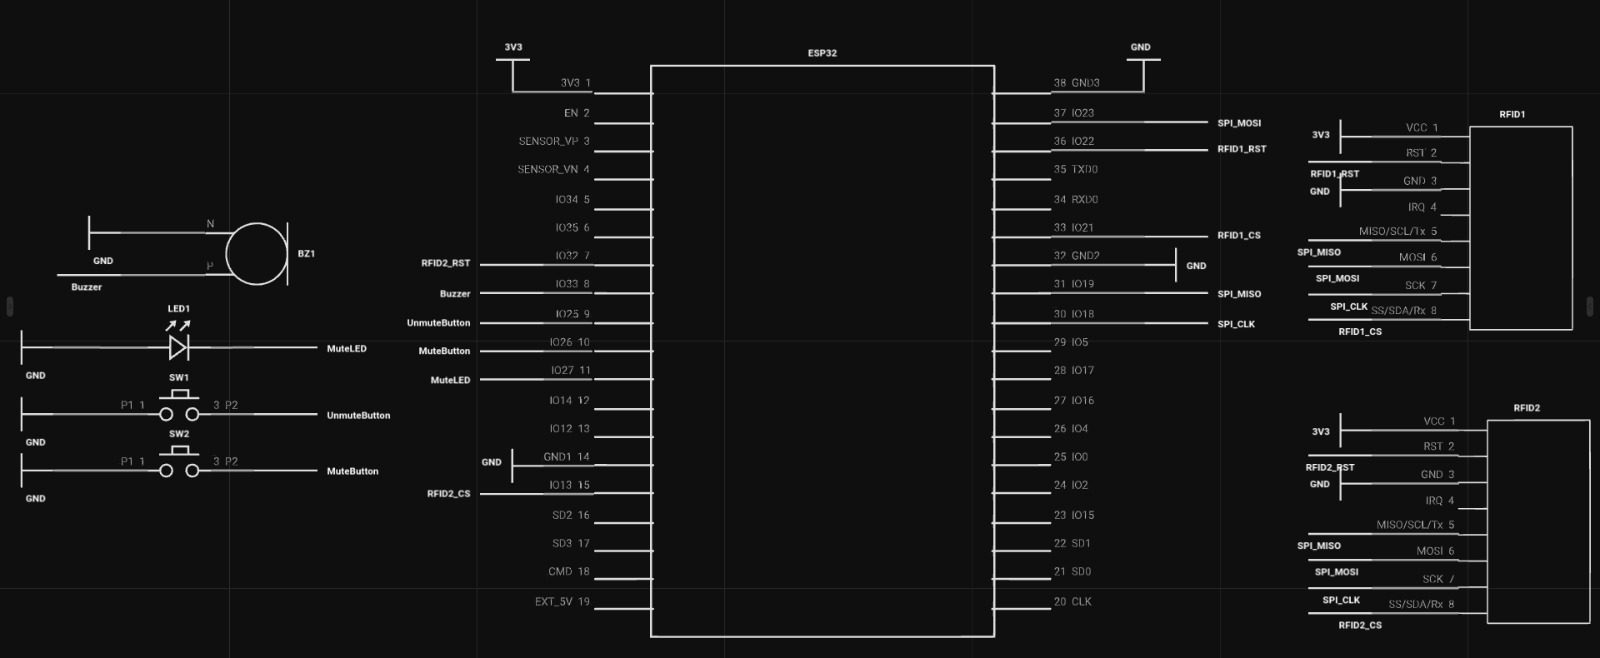 ESP32
3V3
3V3 1
EN 2
SENSOR_VP 3
SENSOR_VN 4
IO34 5
IO35 6
RFID2_RST
IO32 7
Buzzer
IO33 8
UnmuteButton
IO25 9
MuteButton
IO26 10
MuteLED
IO27 11
IO14 12
IO12 13
GND
GND1 14
RFID2_CS
IO13 15
SD2 16
SD3 17
CMD 18
EXT_5V 19
GND
38 GND3
37 IO23
SPI_MOSI
36 IO22
RFID1_RST
35 TXD0
34 RXD0
33 IO21
RFID1_CS
32 GND2
GND
31 IO19
SPI_MISO
30 IO18
SPI_CLK
29 IO5
28 IO17
27 IO16
26 IO4
25 IO0
24 IO2
23 IO15
22 SD1
21 SD0
20 CLK
N
GND
P
Buzzer
BZ1
LED1
MuteLED
GND
SW1
P1 1
3 P2
UnmuteButton
GND
SW2
P1 1
3 P2
MuteButton
GND
RFID1
3V3
VCC 1
RST 2
RFID1_RST
GND
GND 3
IRQ 4
MISO/SCL/Tx 5
SPI_MISO
MOSI 6
SPI_MOSI
SCK 7
SPI_CLK
SS/SDA/Rx 8
RFID1_CS
RFID2
3V3
VCC 1
RST 2
RFID2_RST
GND
GND 3
IRQ 4
MISO/SCL/Tx 5
SPI_MISO
MOSI 6
SPI_MOSI
SCK 7
SPI_CLK
SS/SDA/Rx 8
RFID2_CS